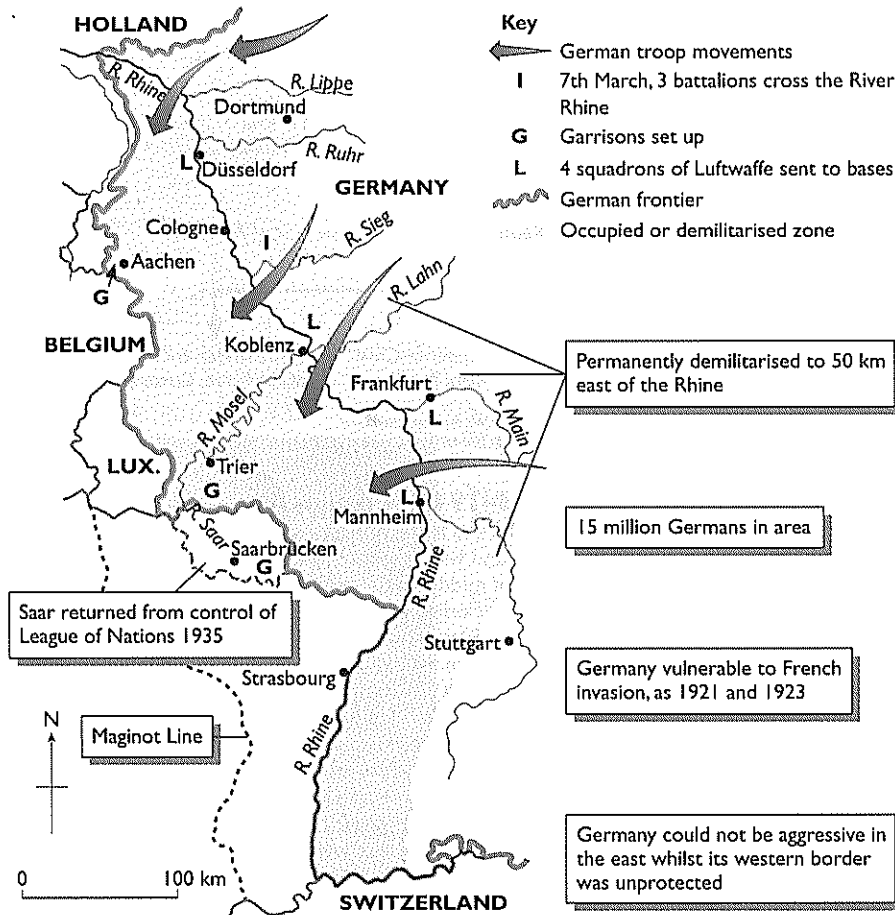 HOLLAND
R. Rhine
R. Lippe
Dortmund
R. Ruhr
L
Düsseldorf
GERMANY
Cologne
I
R. Sieg
Aachen
G
R. Lahn
BELGIUM
L
Koblenz
Frankfurt
L
R. Main
R. Mosel
LUX.
Trier
G
L
Mannheim
R. Saar
Saarbrücken
G
R. Rhine
Saar returned from control of
League of Nations 1935
Stuttgart
Strasbourg
N
Maginot Line
R. Rhine
0 100 km
SWITZERLAND
Key
German troop movements
I 7th March, 3 battalions cross the River
Rhine
G Garrisons set up
L 4 squadrons of Luftwaffe sent to bases
German frontier
Occupied or demilitarised zone
Permanently demilitarised to 50 km
east of the Rhine
15 million Germans in area
Germany vulnerable to French
invasion, as 1921 and 1923
Germany could not be aggressive in
the east whilst its western border
was unprotected